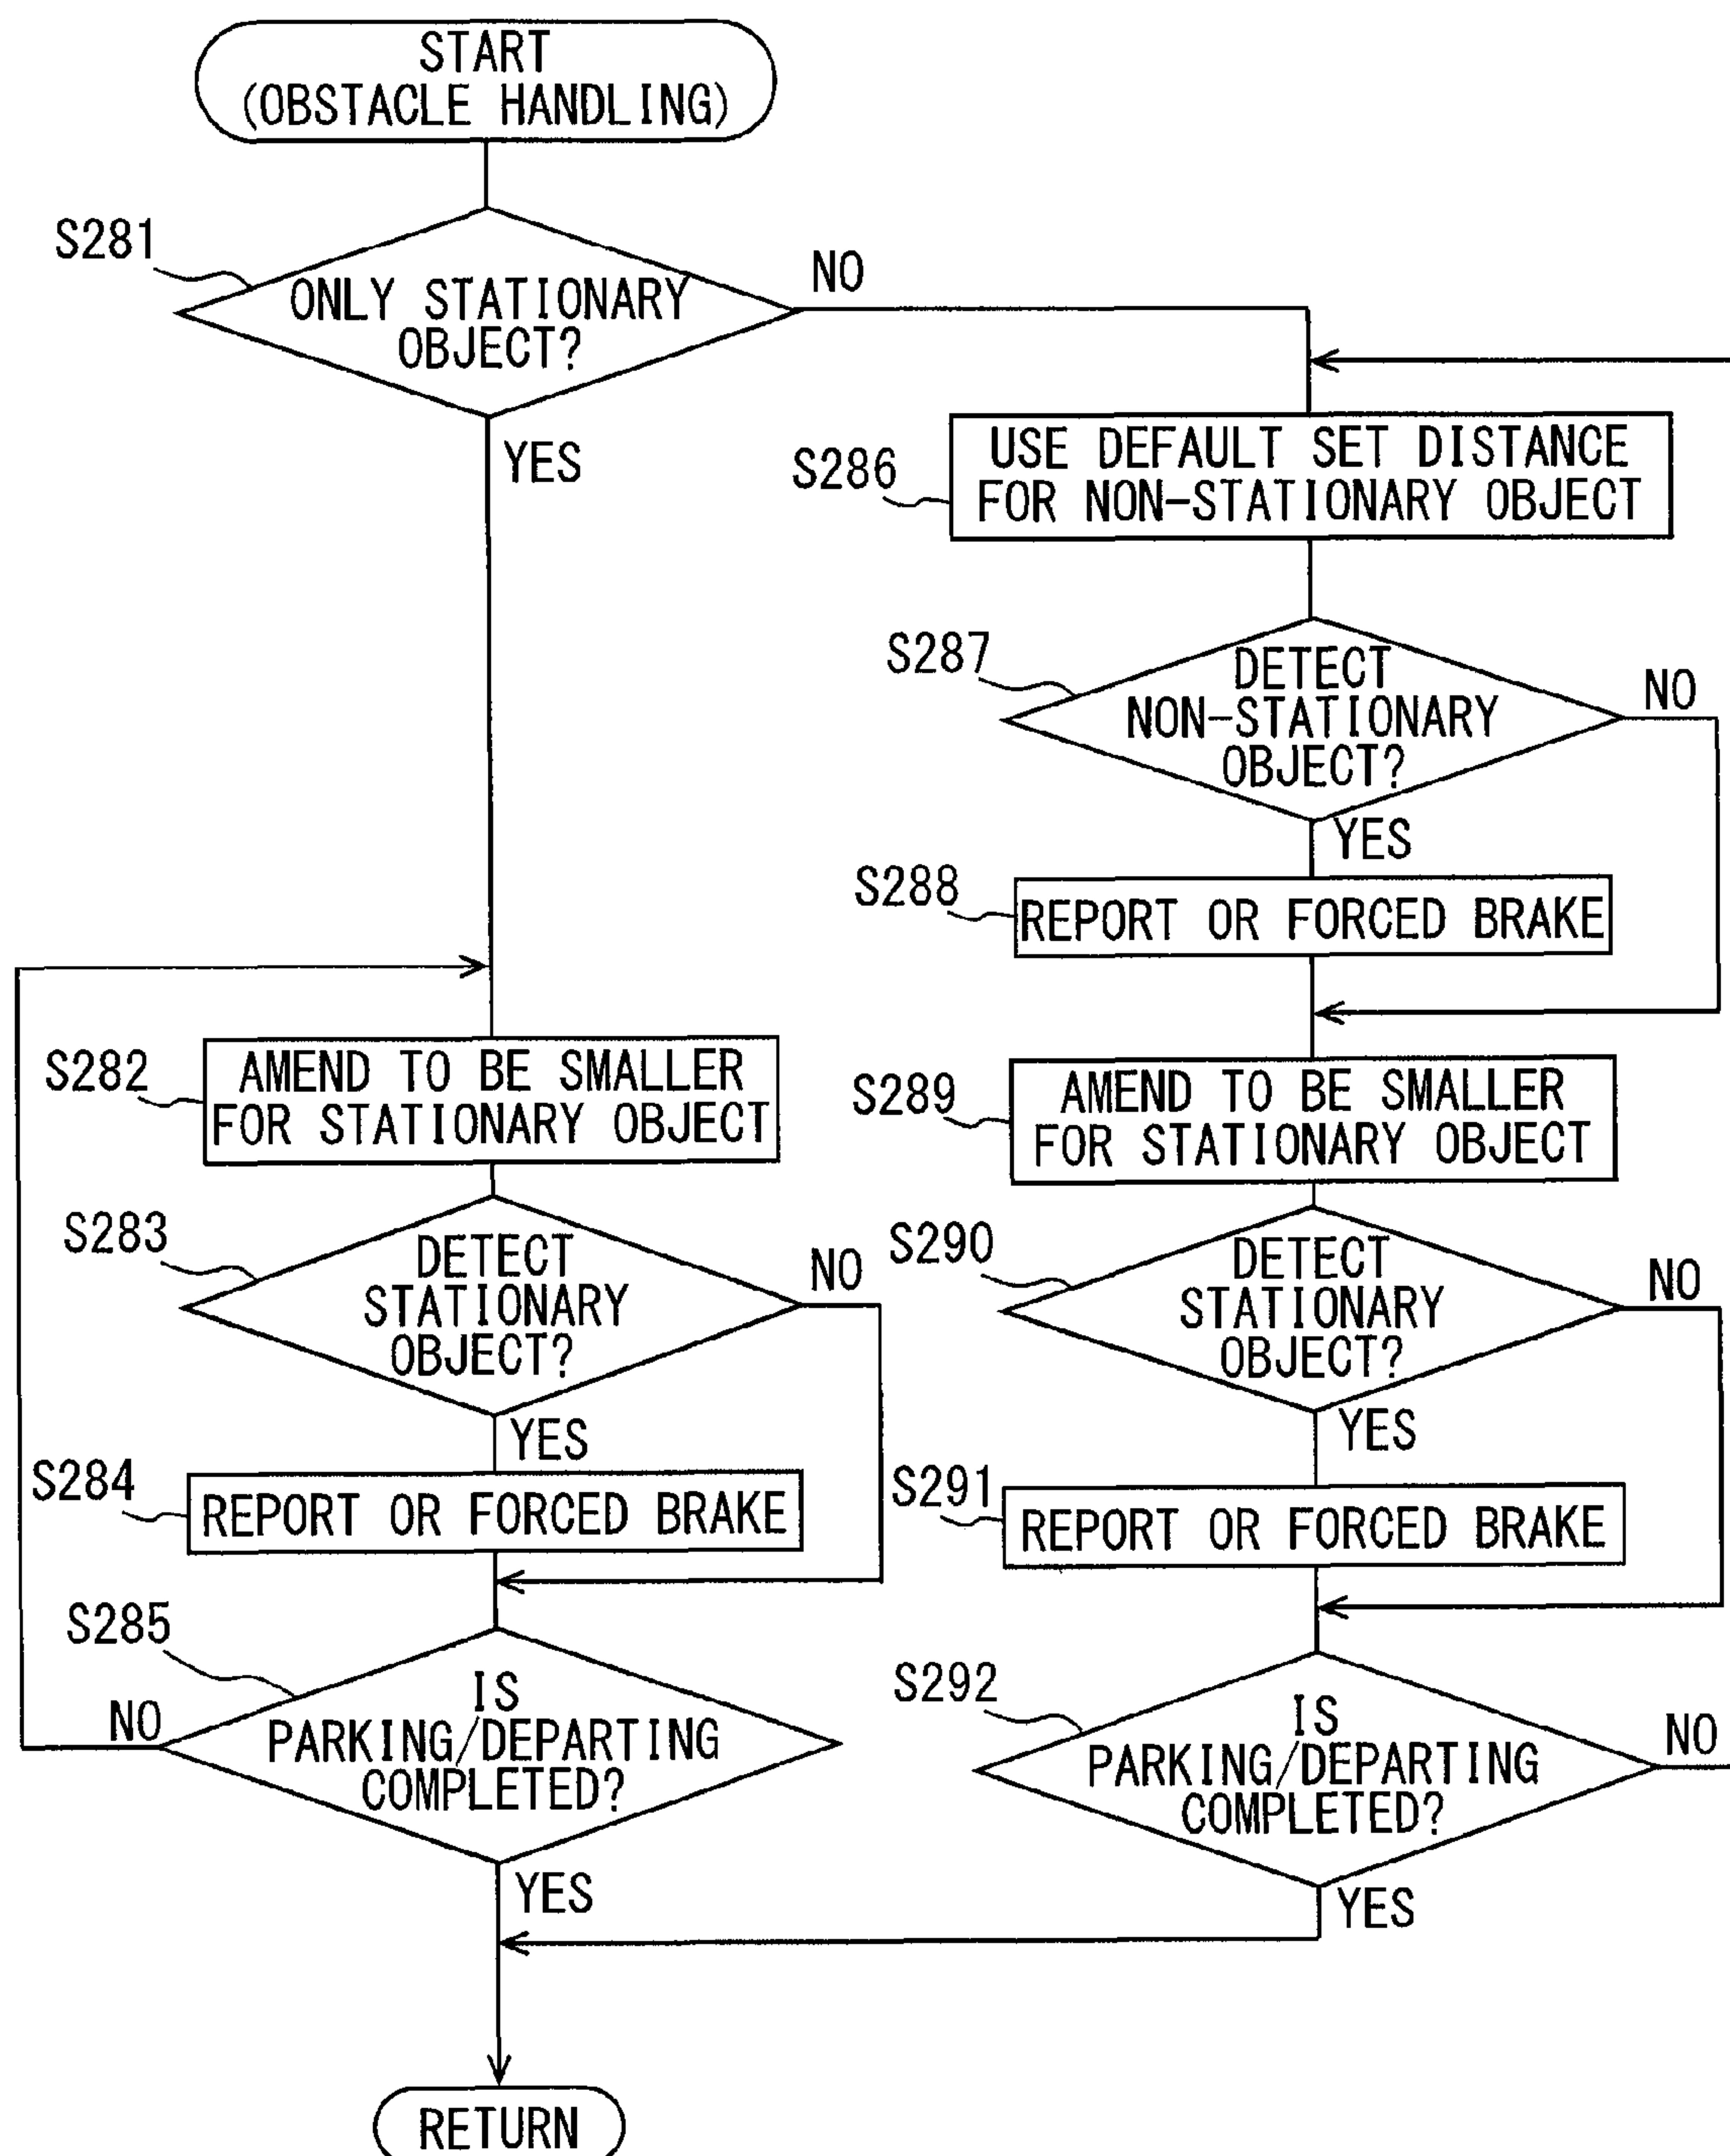 START
(OBSTACLE HANDLING)
S281
ONLY STATIONARY
OBJECT?
NO
YES
S282
AMEND TO BE SMALLER
FOR STATIONARY OBJECT
S283
DETECT
STATIONARY
OBJECT?
NO
YES
S284
REPORT OR FORCED BRAKE
S285
IS
PARKING/DEPARTING
COMPLETED?
NO
YES
S286
USE DEFAULT SET DISTANCE
FOR NON-STATIONARY OBJECT
S287
DETECT
NON-STATIONARY
OBJECT?
NO
YES
S288
REPORT OR FORCED BRAKE
S289
AMEND TO BE SMALLER
FOR STATIONARY OBJECT
S290
DETECT
STATIONARY
OBJECT?
NO
YES
S291
REPORT OR FORCED BRAKE
S292
IS
PARKING/DEPARTING
COMPLETED?
NO
YES
RETURN